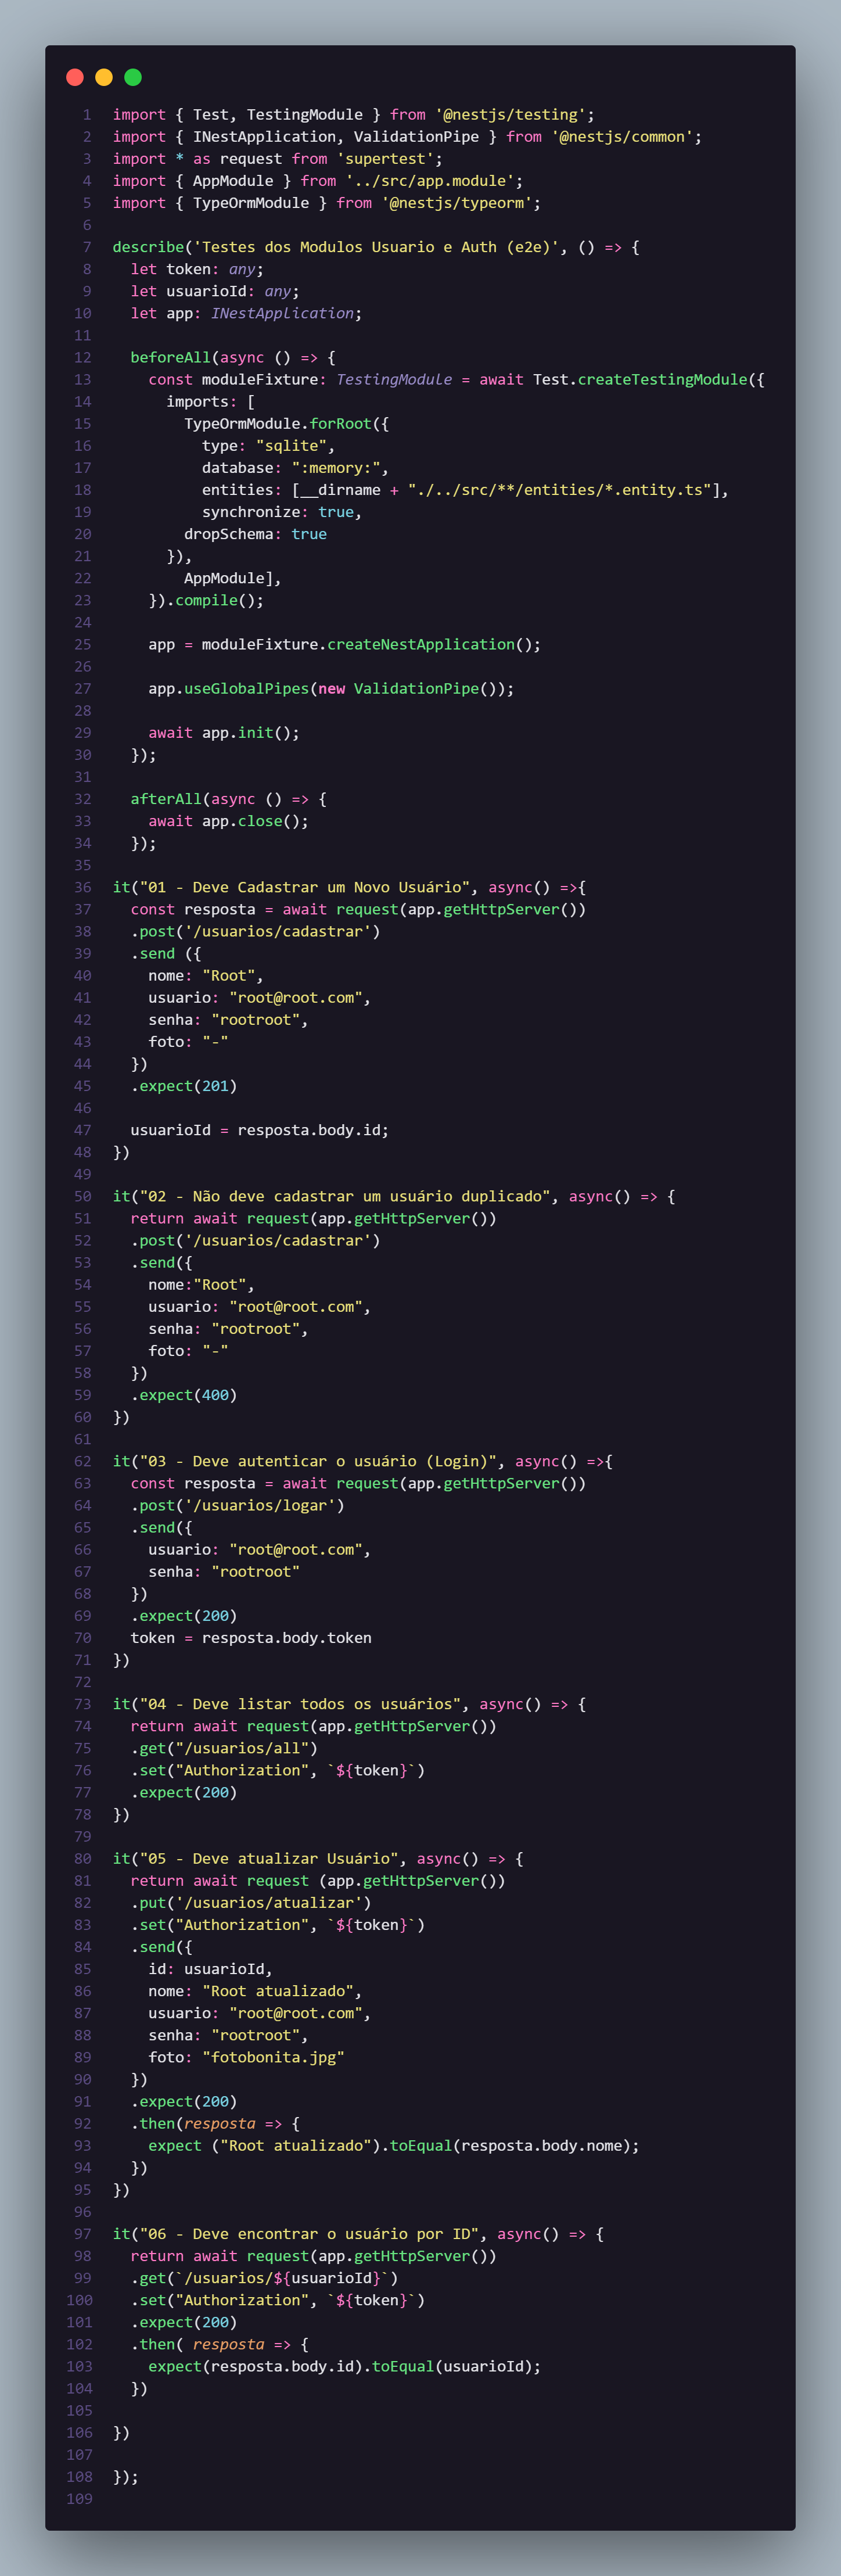 1 import { Test, TestingModule } from '@nestjs/testing';
2 import { INestApplication, ValidationPipe } from '@nestjs/common';
3 import * as request from 'supertest';
4 import { AppModule } from '../src/app.module';
5 import { TypeOrmModule } from '@nestjs/typeorm';
6
7 describe('Testes dos Modulos Usuario e Auth (e2e)', () => {
8   let token: any;
9   let usuarioId: any;
10   let app: INestApplication;
11
12   beforeAll(async () => {
13     const moduleFixture: TestingModule = await Test.createTestingModule({
14       imports: [
15         TypeOrmModule.forRoot({
16           type: "sqlite",
17           database: ":memory:",
18           entities: [__dirname + "./../src/**/entities/*.entity.ts"],
19           synchronize: true,
20         dropSchema: true
21       }),
22         AppModule],
23     }).compile();
24
25     app = moduleFixture.createNestApplication();
26
27     app.useGlobalPipes(new ValidationPipe());
28
29     await app.init();
30   });
31
32   afterAll(async () => {
33     await app.close();
34   });
35
36 it("01 - Deve Cadastrar um Novo Usuário", async() =>{
37   const resposta = await request(app.getHttpServer())
38   .post('/usuarios/cadastrar')
39   .send ({
40     nome: "Root",
41     usuario: "root@root.com",
42     senha: "rootroot",
43     foto: "-"
44   })
45   .expect(201)
46
47   usuarioId = resposta.body.id;
48 })
49
50 it("02 - Não deve cadastrar um usuário duplicado", async() => {
51   return await request(app.getHttpServer())
52   .post('/usuarios/cadastrar')
53   .send({
54     nome:"Root",
55     usuario: "root@root.com",
56     senha: "rootroot",
57     foto: "-"
58   })
59   .expect(400)
60 })
61
62 it("03 - Deve autenticar o usuário (Login)", async() =>{
63   const resposta = await request(app.getHttpServer())
64   .post('/usuarios/logar')
65   .send({
66     usuario: "root@root.com",
67     senha: "rootroot"
68   })
69   .expect(200)
70   token = resposta.body.token
71 })
72
73 it("04 - Deve listar todos os usuários", async() => {
74   return await request(app.getHttpServer())
75   .get("/usuarios/all")
76   .set("Authorization", `${token}`)
77   .expect(200)
78 })
79
80 it("05 - Deve atualizar Usuário", async() => {
81   return await request (app.getHttpServer())
82   .put('/usuarios/atualizar')
83   .set("Authorization", `${token}`)
84   .send({
85     id: usuarioId,
86     nome: "Root atualizado",
87     usuario: "root@root.com",
88     senha: "rootroot",
89     foto: "fotobonita.jpg"
90   })
91   .expect(200)
92   .then(resposta => {
93     expect ("Root atualizado").toEqual(resposta.body.nome);
94   })
95 })
96
97 it("06 - Deve encontrar o usuário por ID", async() => {
98   return await request(app.getHttpServer())
99   .get(`/usuarios/${usuarioId}`)
100   .set("Authorization", `${token}`)
101   .expect(200)
102   .then( resposta => {
103     expect(resposta.body.id).toEqual(usuarioId);
104   })
105
106 })
107
108 });
109